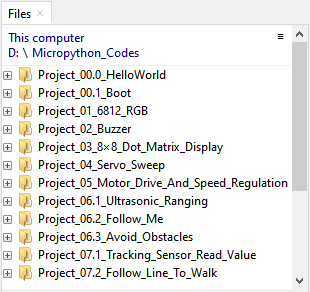 Files ×
This computer ≡
D: \ Micropython_Codes
Project_00.0_HelloWorld
Project_00.1_Boot
Project_01_6812_RGB
Project_02_Buzzer
Project_03_8×8_Dot_Matrix_Display
Project_04_Servo_Sweep
Project_05_Motor_Drive_And_Speed_Regulation
Project_06.1_Ultrasonic_Ranging
Project_06.2_Follow_Me
Project_06.3_Avoid_Obstacles
Project_07.1_Tracking_Sensor_Read_Value
Project_07.2_Follow_Line_To_Walk